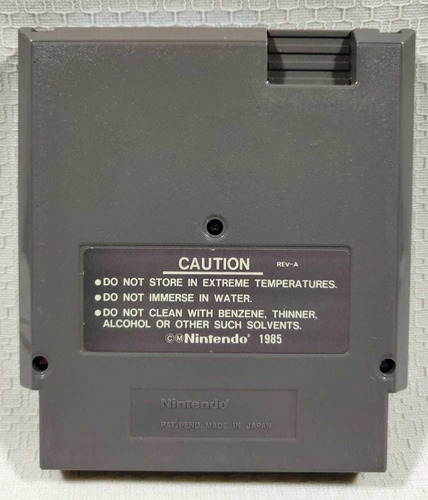 CAUTION REV-A
•DO NOT STORE IN EXTREME TEMPERATURES.
•DO NOT IMMERSE IN WATER.
•DO NOT CLEAN WITH BENZENE, THINNER,
ALCOHOL OR OTHER SUCH SOLVENTS.
©ⓂNintendo® 1985
Nintendo®
PAT. PEND. MADE IN JAPAN